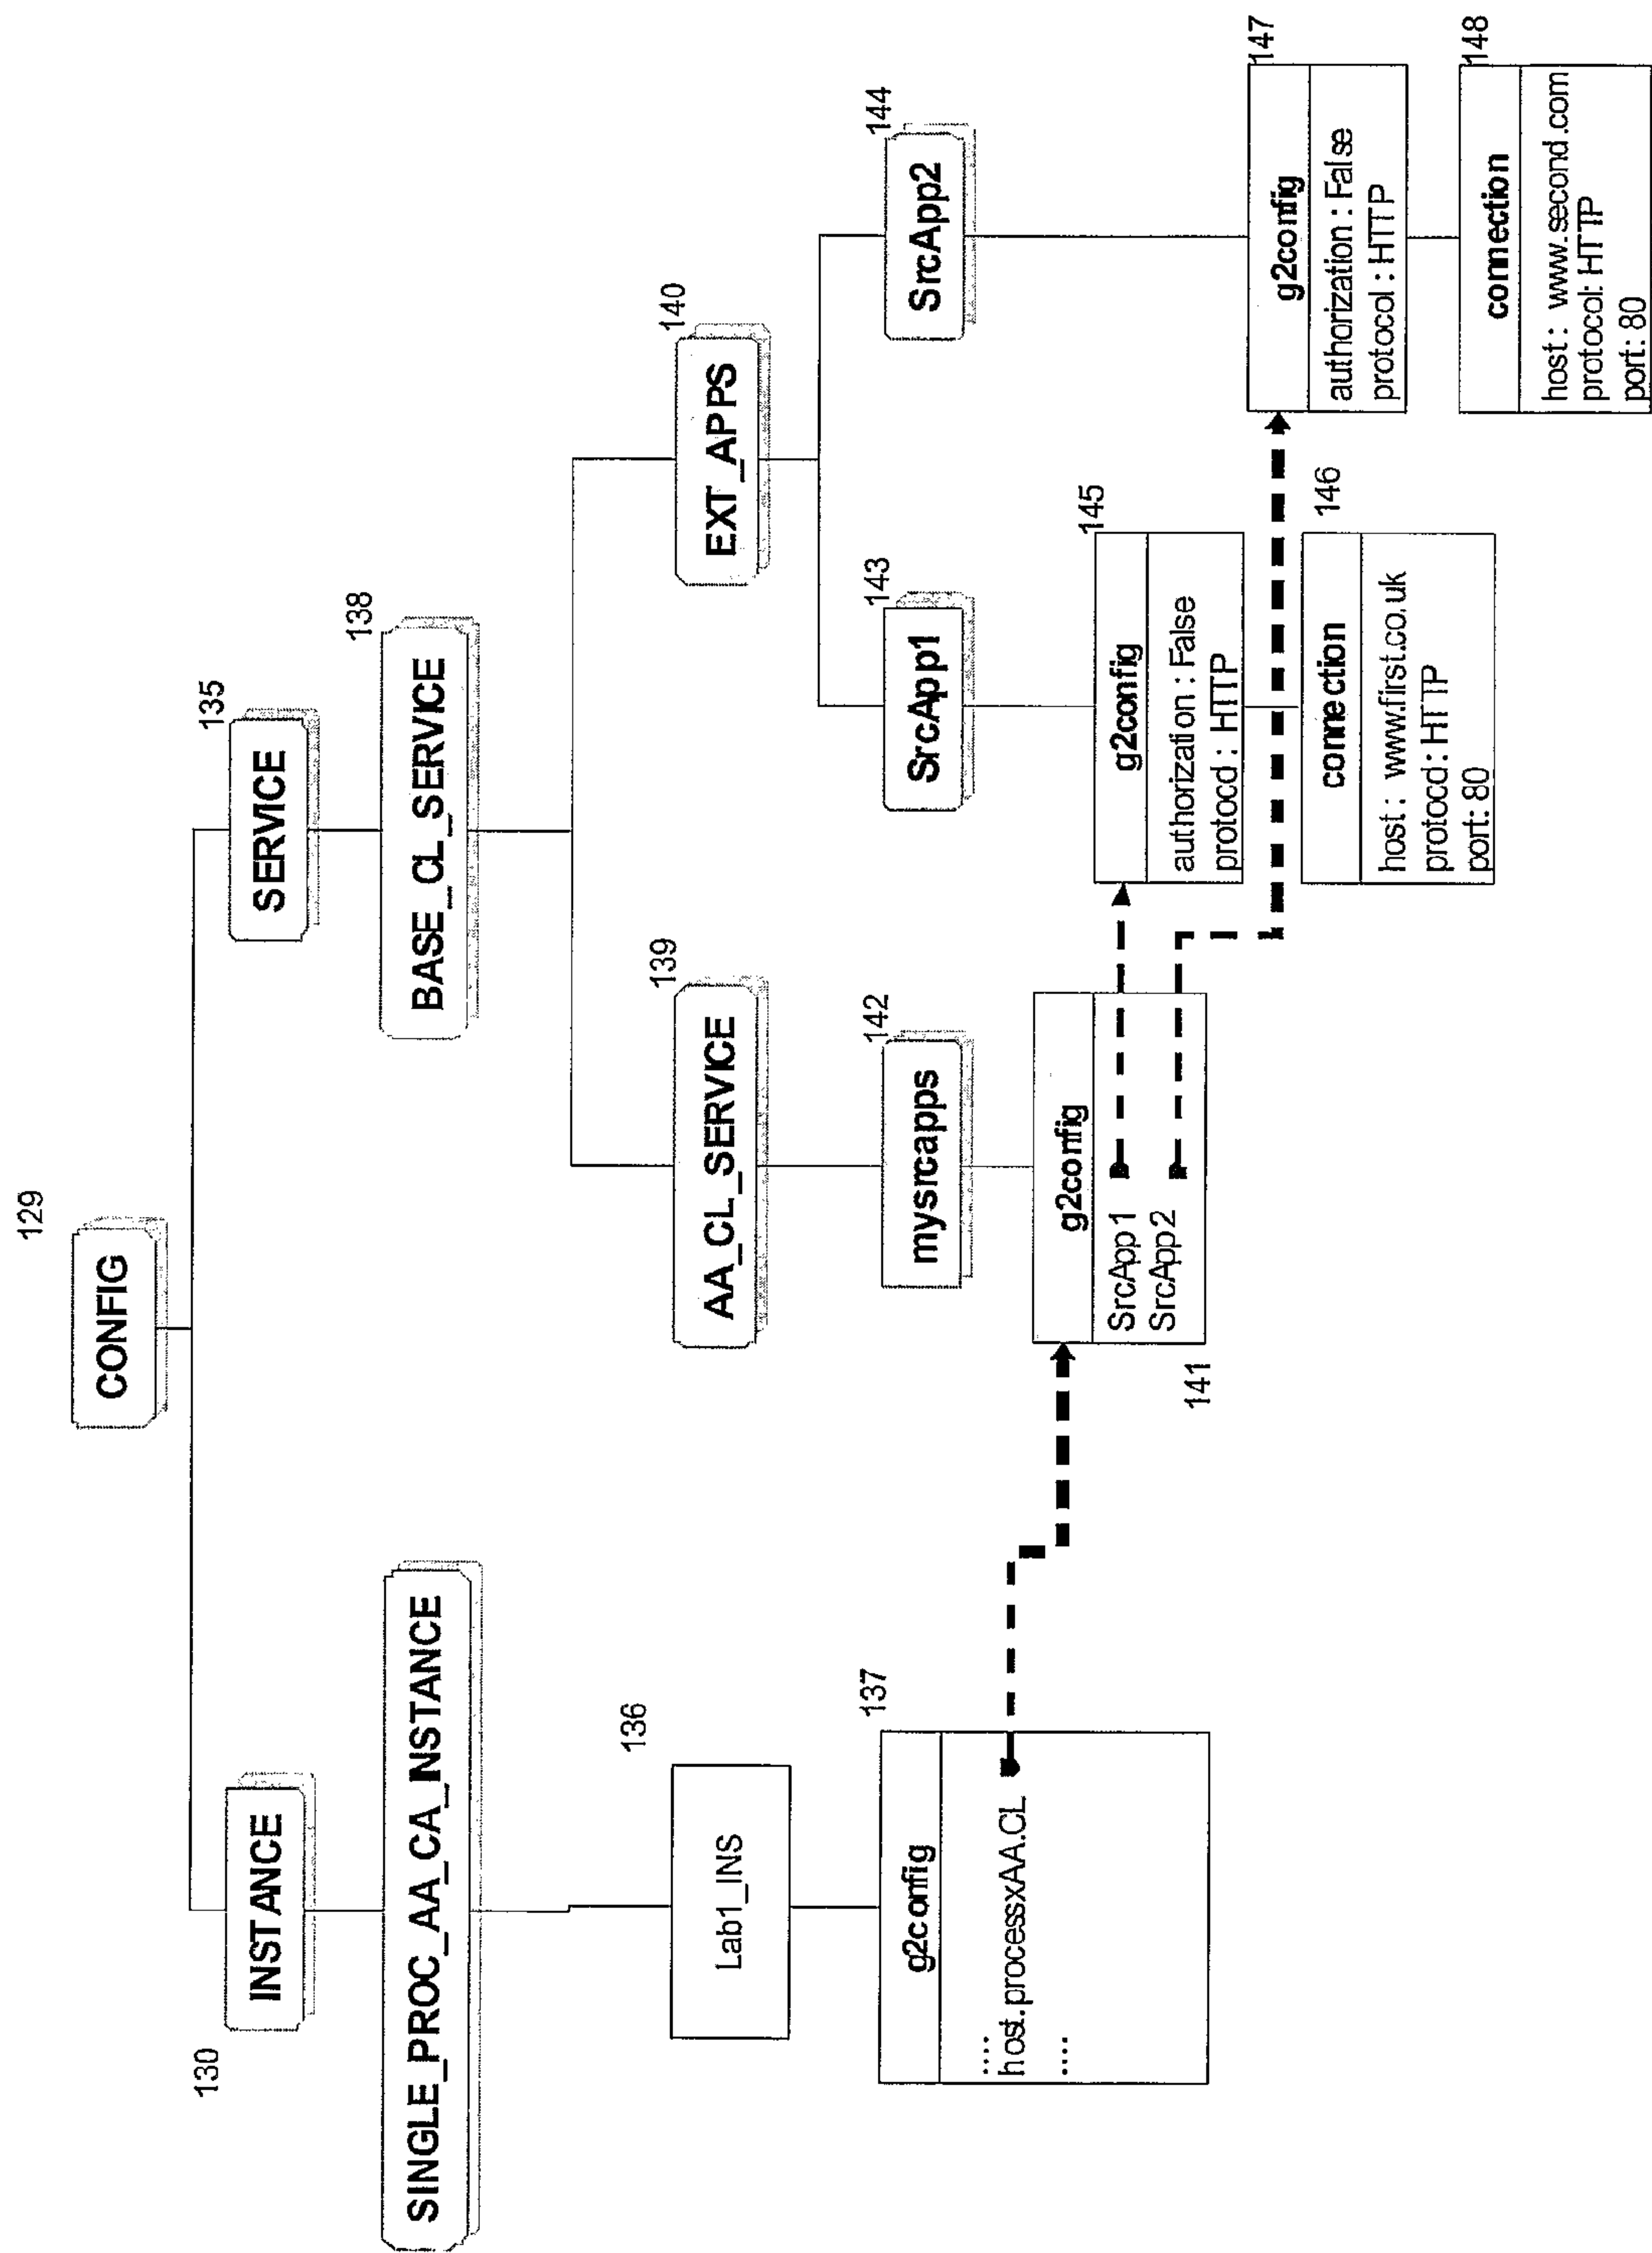 129
CONFIG
130
INSTANCE
135
SERVICE
SINGLE_PROC_AA_CA_INSTANCE
138
BASE_CL_SERVICE
136
Lab1_INS
139
AA_CL_SERVICE
140
EXT_APPS
137
g2config
....
host.processxAA.CL
....
142
mysrcapps
143
SrcApp1
144
SrcApp2
g2config
SrcApp1
SrcApp2
141
145
g2config
authorization : False
protocol : HTTP
146
connection
host : www.first.co.uk
protocol : HTTP
port : 80
147
g2config
authorization : False
protocol : HTTP
148
connection
host : www.second.com
protocol: HTTP
port : 80